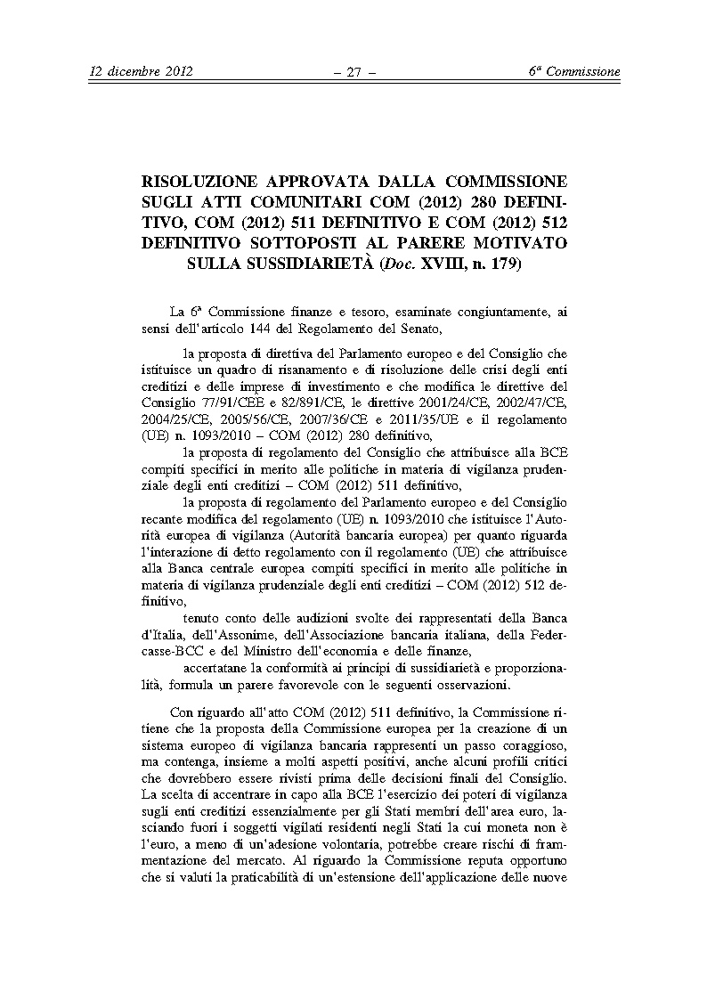 12 dicembre 2012 – 27 – 6ª Commissione
RISOLUZIONE APPROVATA DALLA COMMISSIONE
SUGLI ATTI COMUNITARI COM (2012) 280 DEFINI-
TIVO, COM (2012) 511 DEFINITIVO E COM (2012) 512
DEFINITIVO SOTTOPOSTI AL PARERE MOTIVATO
SULLA SUSSIDIARIETÀ (Doc. XVIII, n. 179)
La 6ª Commissione finanze e tesoro, esaminate congiuntamente, ai
sensi dell'articolo 144 del Regolamento del Senato,
la proposta di direttiva del Parlamento europeo e del Consiglio che
istituisce un quadro di risanamento e di risoluzione delle crisi degli enti
creditizi e delle imprese di investimento e che modifica le direttive del
Consiglio 77/91/CEE e 82/891/CE, le direttive 2001/24/CE, 2002/47/CE,
2004/25/CE, 2005/56/CE, 2007/36/CE e 2011/35/UE e il regolamento
(UE) n. 1093/2010 – COM (2012) 280 definitivo,
la proposta di regolamento del Consiglio che attribuisce alla BCE
compiti specifici in merito alle politiche in materia di vigilanza pruden-
ziale degli enti creditizi – COM (2012) 511 definitivo,
la proposta di regolamento del Parlamento europeo e del Consiglio
recante modifica del regolamento (UE) n. 1093/2010 che istituisce l'Auto-
rità europea di vigilanza (Autorità bancaria europea) per quanto riguarda
l'interazione di detto regolamento con il regolamento (UE) che attribuisce
alla Banca centrale europea compiti specifici in merito alle politiche in
materia di vigilanza prudenziale degli enti creditizi – COM (2012) 512 de-
finitivo,
tenuto conto delle audizioni svolte dei rappresentati della Banca
d'Italia, dell'Assonime, dell'Associazione bancaria italiana, della Feder-
casse-BCC e del Ministro dell'economia e delle finanze,
accertatane la conformità ai principi di sussidiarietà e proporziona-
lità, formula un parere favorevole con le seguenti osservazioni.
Con riguardo all'atto COM (2012) 511 definitivo, la Commissione ri-
tiene che la proposta della Commissione europea per la creazione di un
sistema europeo di vigilanza bancaria rappresenti un passo coraggioso,
ma contenga, insieme a molti aspetti positivi, anche alcuni profili critici
che dovrebbero essere rivisti prima delle decisioni finali del Consiglio.
La scelta di accentrare in capo alla BCE l'esercizio dei poteri di vigilanza
sugli enti creditizi essenzialmente per gli Stati membri dell'area euro, la-
sciando fuori i soggetti vigilati residenti negli Stati la cui moneta non è
l'euro, a meno di un'adesione volontaria, potrebbe creare rischi di fram-
mentazione del mercato. Al riguardo la Commissione reputa opportuno
che si valuti la praticabilità di un'estensione dell'applicazione delle nuove